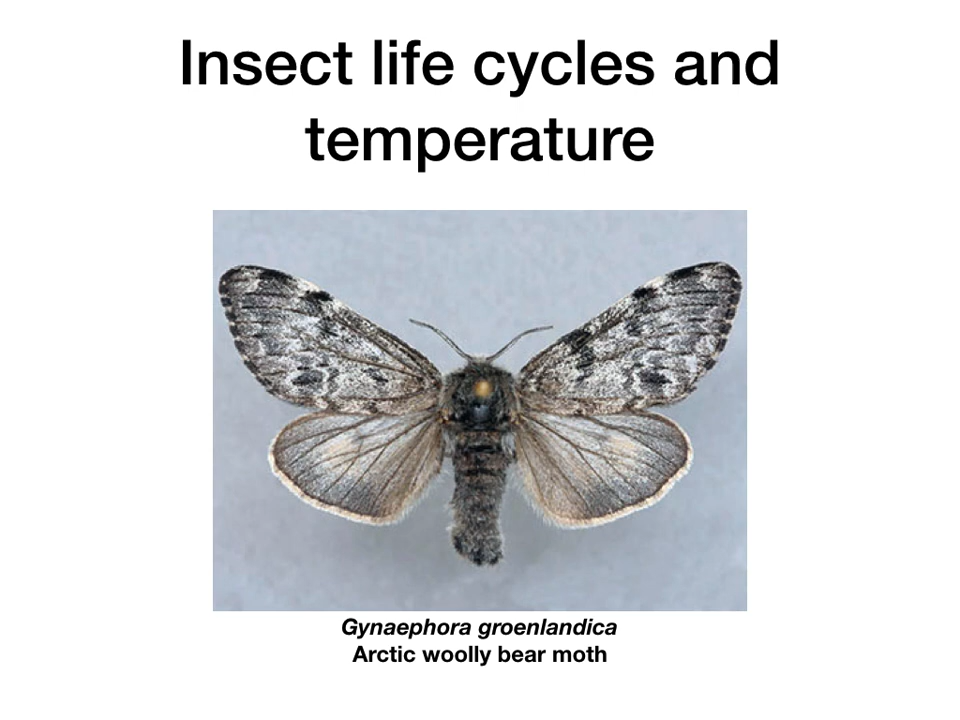 Insect life cycles and
temperature
Gynaephora groenlandica
Arctic woolly bear moth